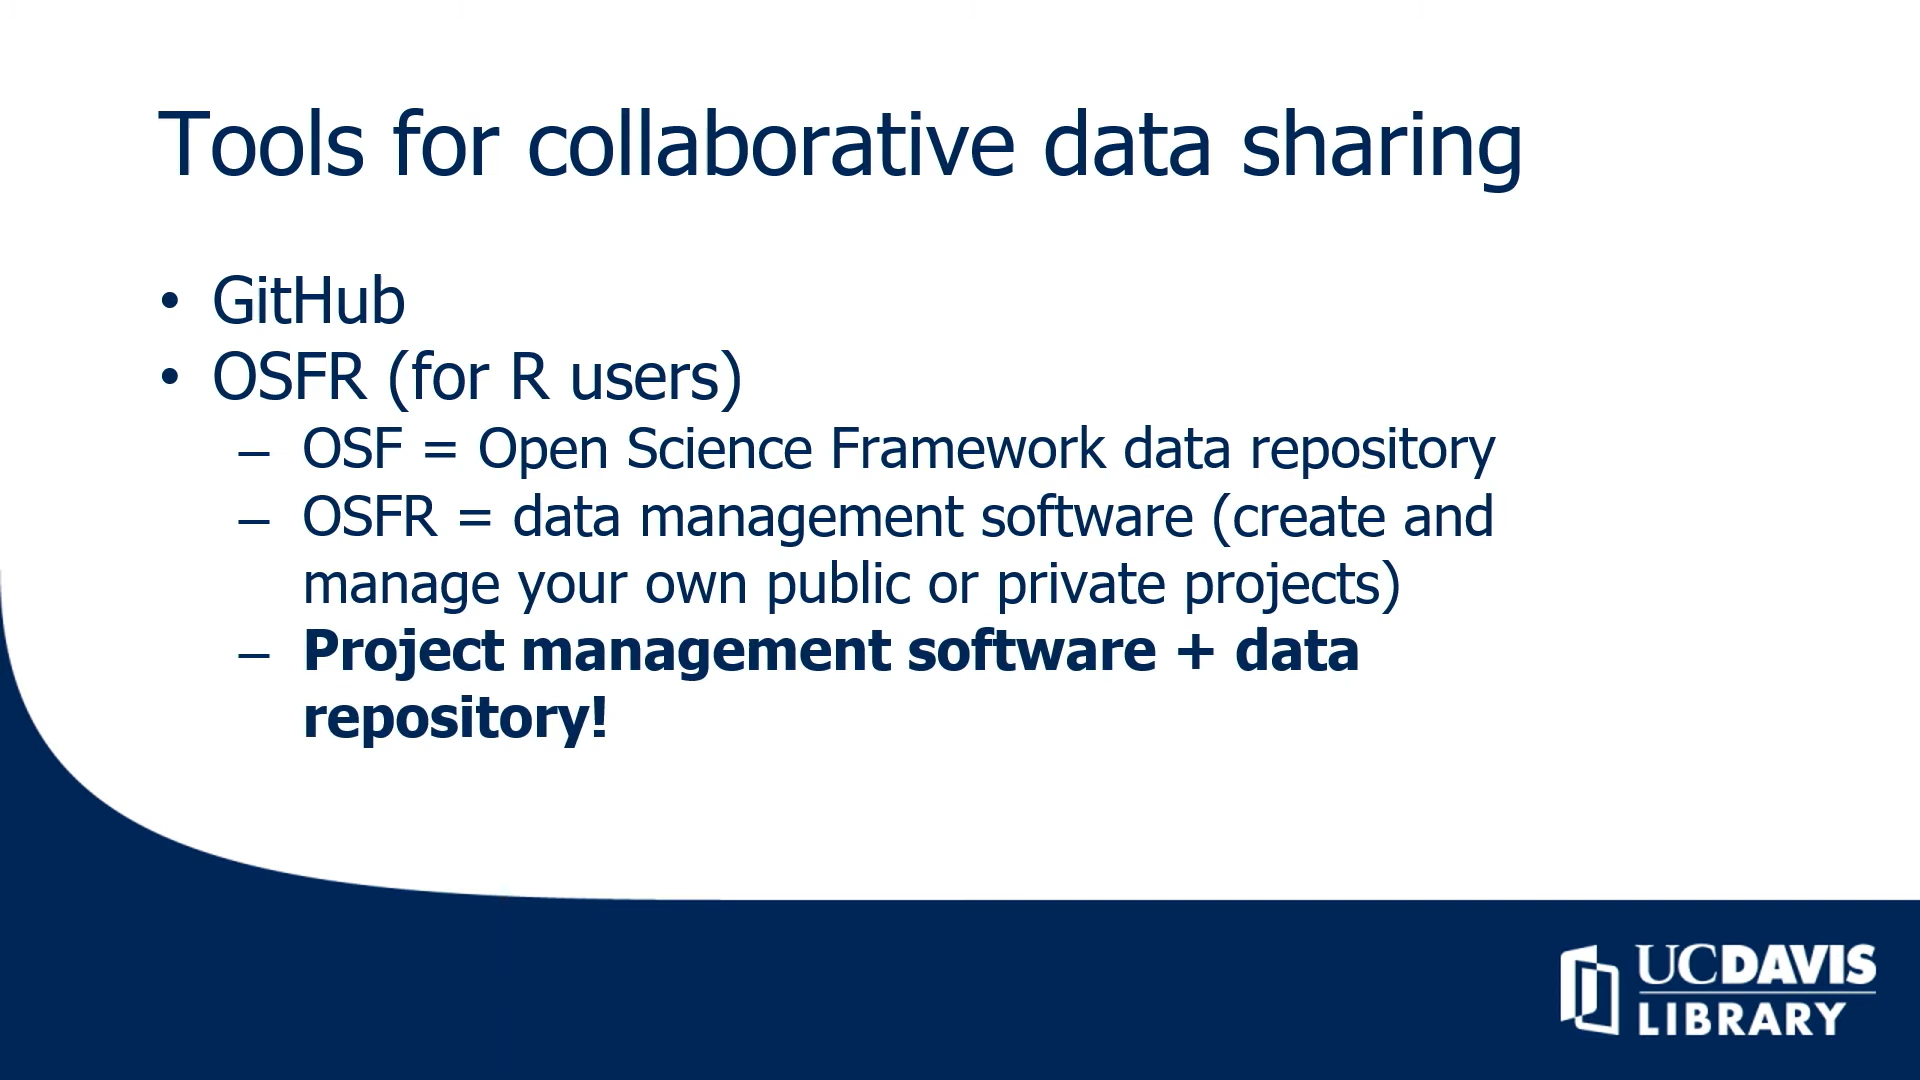 Tools for collaborative data sharing
• GitHub
• OSFR (for R users)
– OSF = Open Science Framework data repository
– OSFR = data management software (create and
manage your own public or private projects)
– Project management software + data
repository!
UCDAVIS
LIBRARY